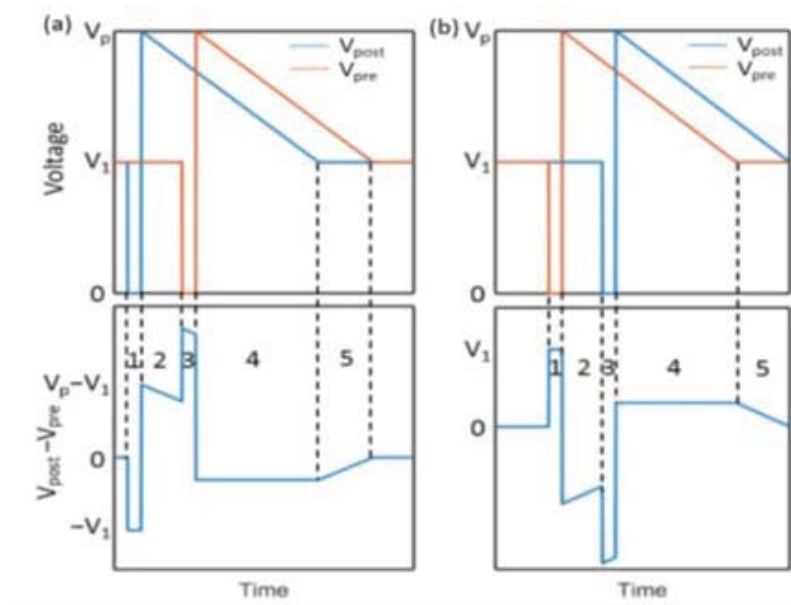 (a)
Vp
Vpost
Vpre
V1
Voltage
0
1 2 3 4 5
Vp-V1
0
-V1
Vpost-Vpre
Time
(b)
Vp
Vpost
Vpre
V1
0
V1
1 2 3 4 5
0
Time